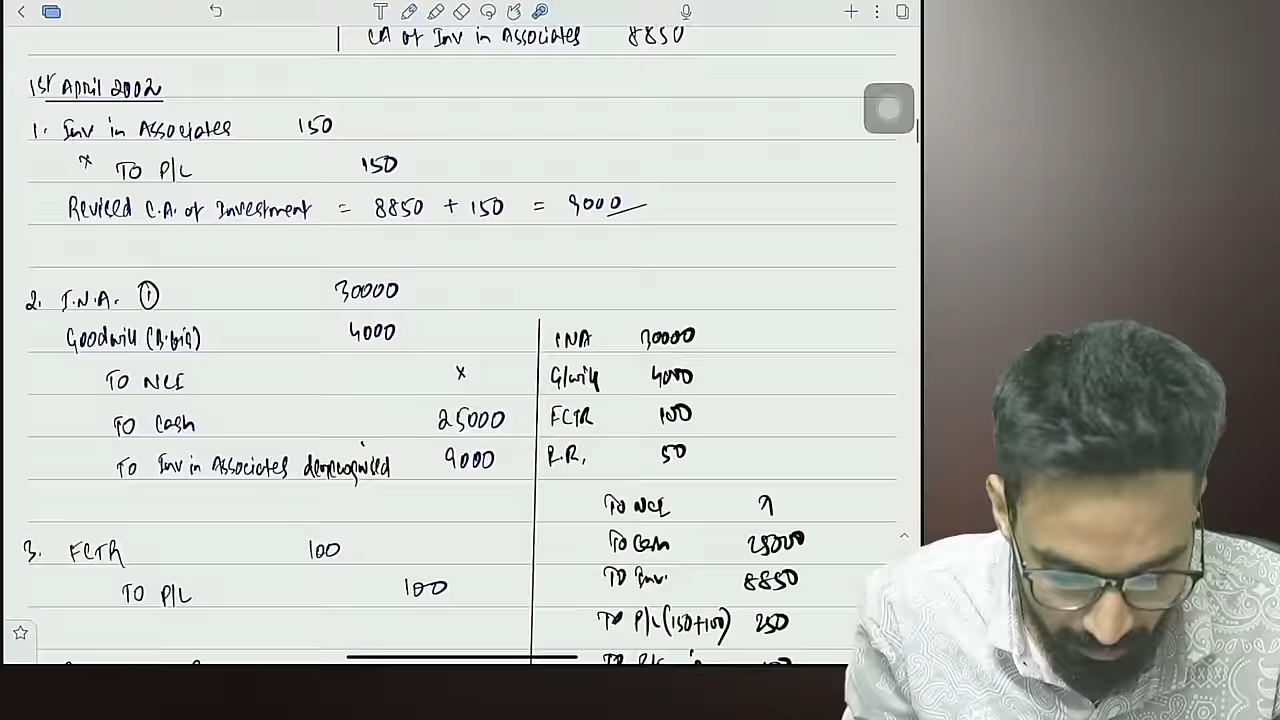 CA of Inv in Associates 8850
1st April 2002
1. Inv in Associates 150
x To P/L 150
Revised C.A. of Investment = 8850 + 150 = 9000
2. I.N.A. ① 30000
Goodwill (B.fig) 4000
To NCI x
To Cash 25000
To Inv in Associates derecognised 9000
3. FCTR 100
To P/L 100
INA 30000
G/will 4000
FCTR 100
R.R. 50
To NCI
To Cash 25000
To Inv. 8850
To P/L (150+100) 250